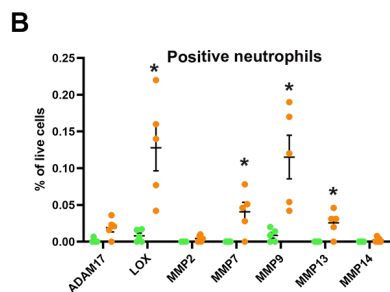 B
Positive neutrophils
% of live cells
0.25
0.20
0.15
0.10
0.05
0.00
*
*
*
*
ADAM17
LOX
MMP2
MMP7
MMP9
MMP13
MMP14